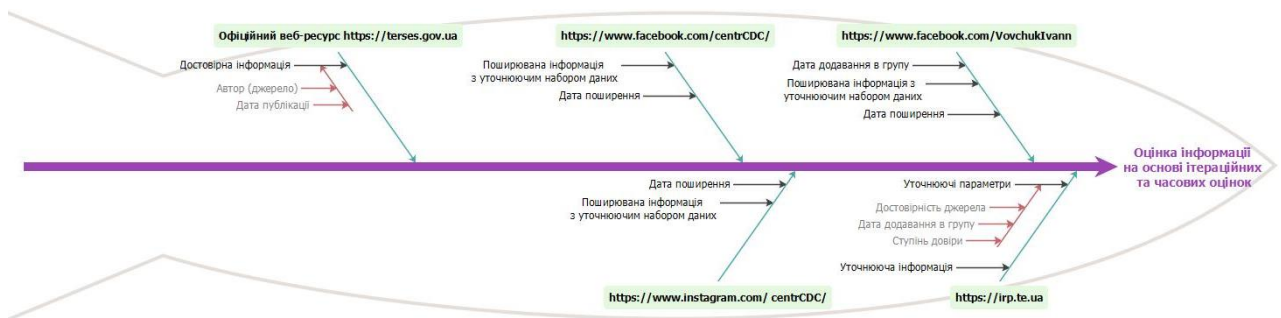 Офіційний веб-ресурс https://terses.gov.ua
Достовірна інформація
Автор (джерело)
Дата публікації
https://www.facebook.com/centrCDC/
Поширювана інформація
з уточнюючим набором даних
Дата поширення
https://www.facebook.com/VovchukIvann
Дата додавання в групу
Поширювана інформація з
уточнюючим набором даних
Дата поширення
Оцінка інформації
на основі ітераційних
та часових оцінок
Дата поширення
Поширювана інформація
з уточнюючим набором даних
https://www.instagram.com/ centrCDC/
Уточнюючі параметри
Достовірність джерела
Дата додавання в групу
Ступінь довіри
Уточнююча інформація
https://irp.te.ua